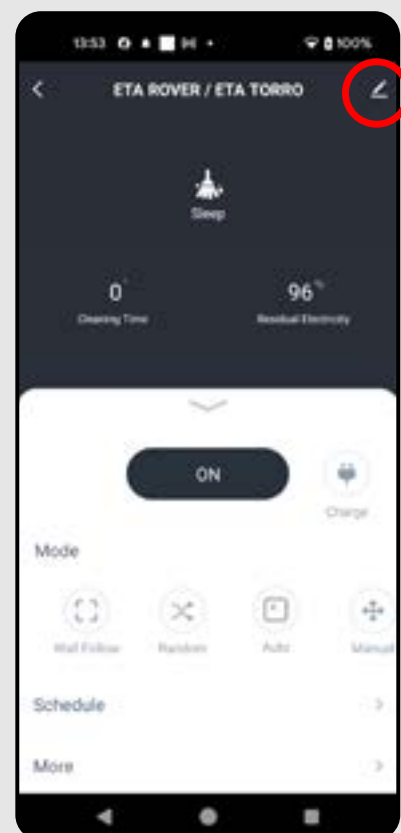 13:53 100%
ETA ROVER / ETA TORRO
Sleep
0'
Cleaning Time
96%
Residual Electricity
ON
Charge
Mode
Wall Follow Random Auto Manual
Schedule
More